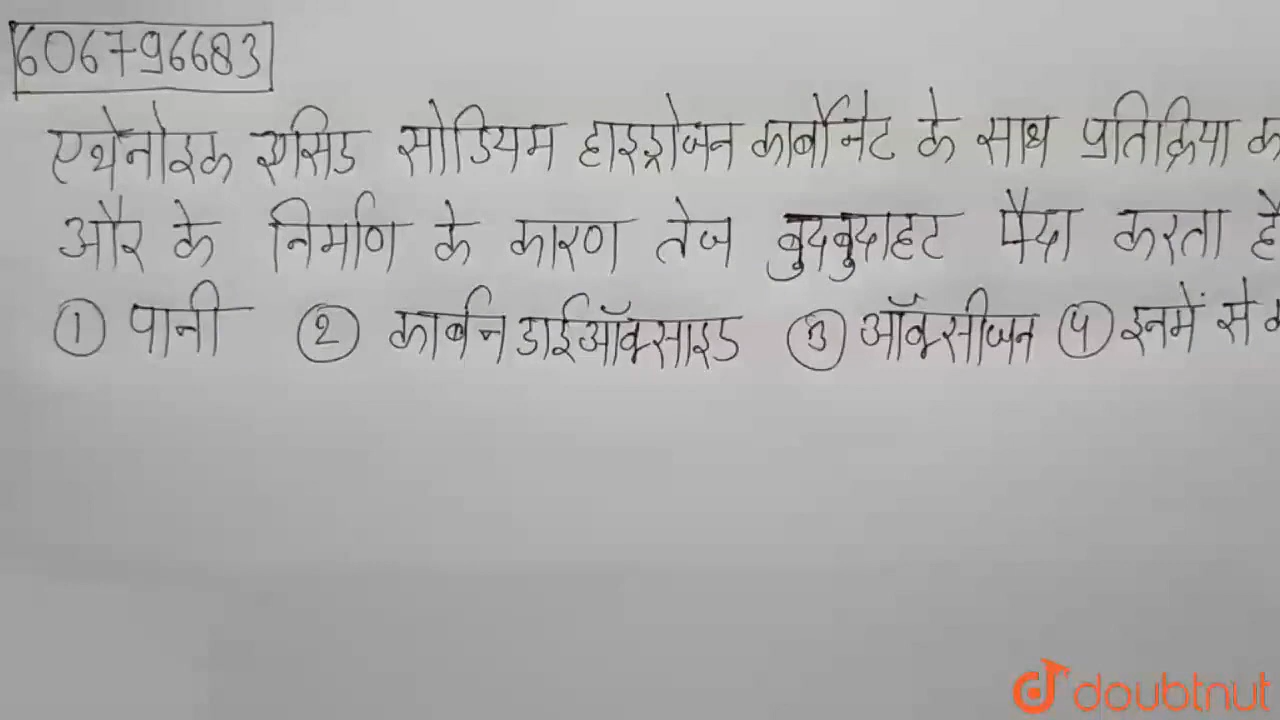 606796683
एथेनोइक एसिड सोडियम हाइड्रोजन कार्बोनेट के साथ प्रतिक्रिया
और के निर्माण के कारण तेज बुदबुदाहट पैदा करता है
① पानी ② कार्बन डाईऑक्साइड ③ ऑक्सीजन ④ इनमें से
doubtnut